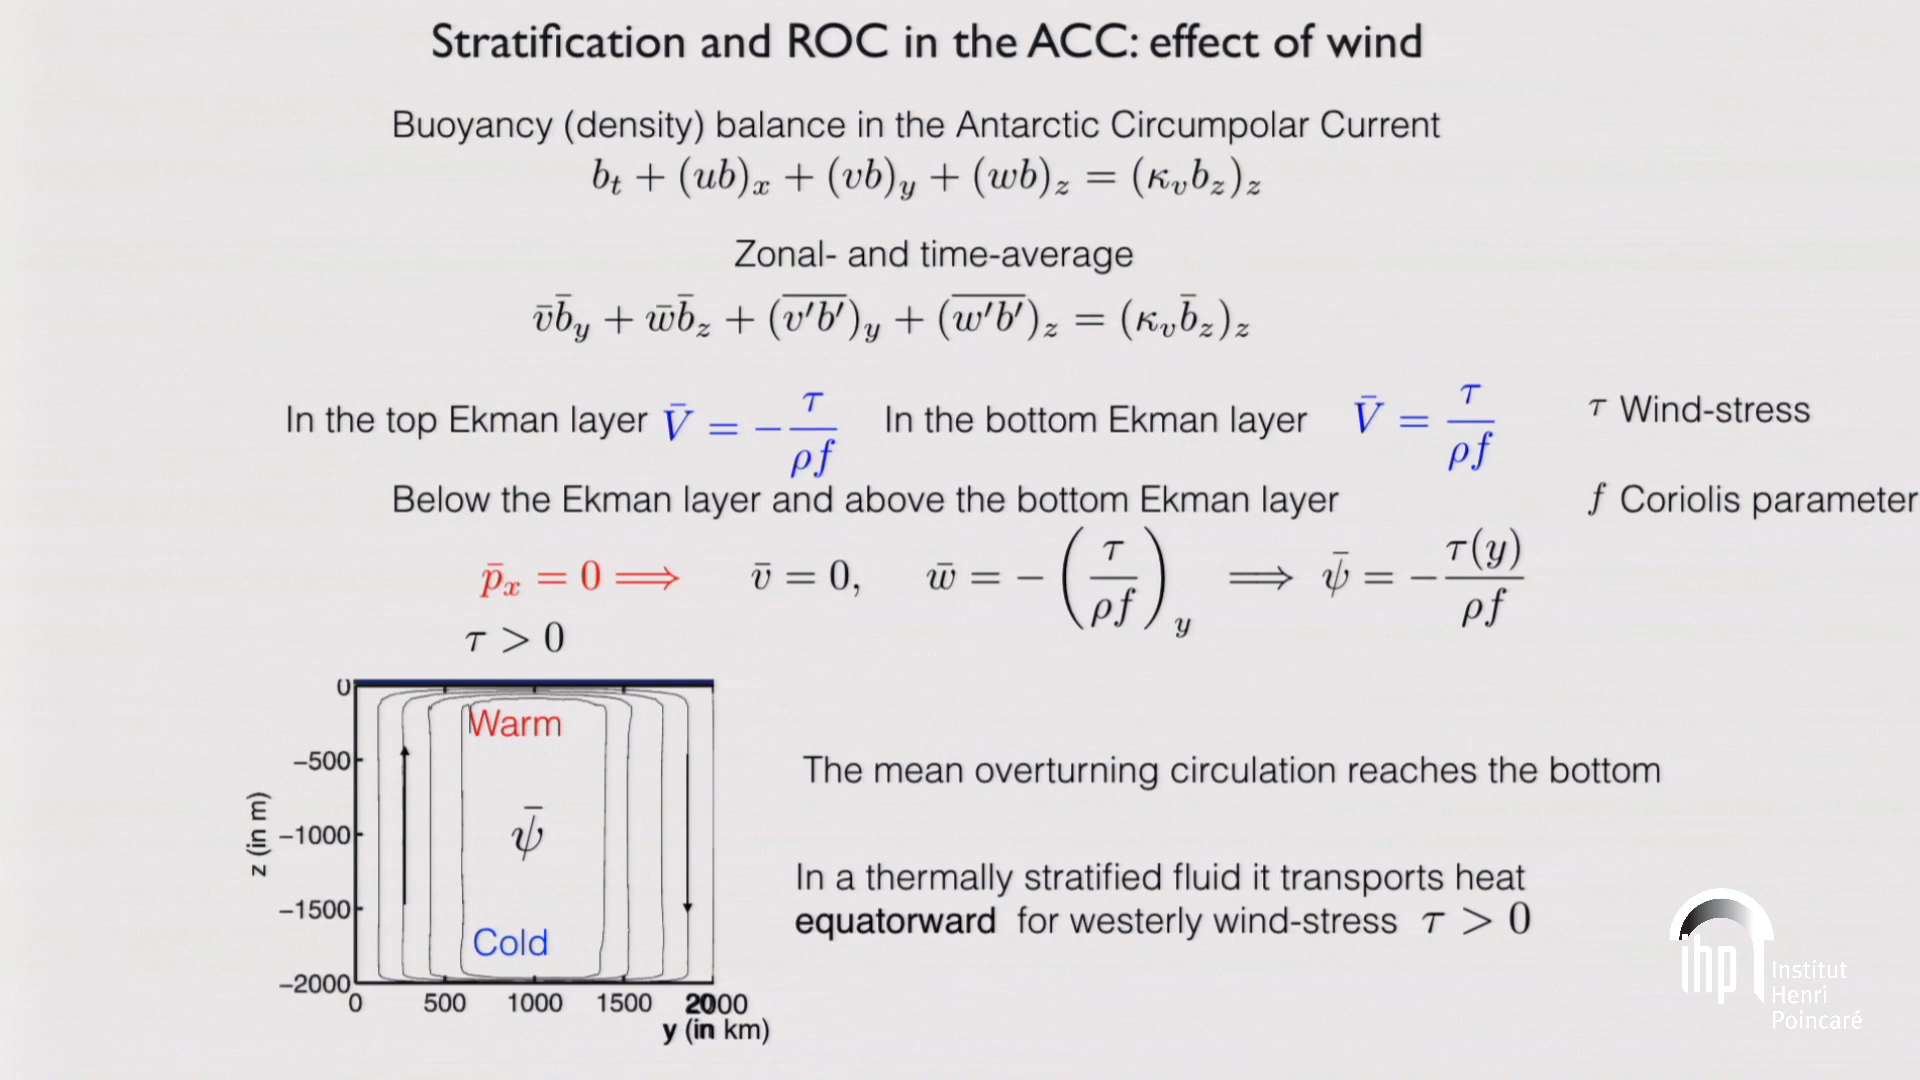 Stratification and ROC in the ACC: effect of wind
Buoyancy (density) balance in the Antarctic Circumpolar Current
b_t + (ub)_x + (vb)_y + (wb)_z = (κ_v b_z)_z
Zonal- and time-average
v̄b̄_y + w̄b̄_z + (\overline{v′b′})_y + (\overline{w′b′})_z = (κ_v b̄_z)_z
In the top Ekman layer V̄ = −τ/ρf In the bottom Ekman layer V̄ = τ/ρf τ Wind-stress
Below the Ekman layer and above the bottom Ekman layer f Coriolis parameter
p̄_x = 0 ⟹ v̄ = 0, w̄ = −(τ/ρf)_y ⟹ ψ̄ = −τ(y)/ρf
τ > 0
0
Warm
−500
The mean overturning circulation reaches the bottom
z (in m)
−1000
ψ̄
In a thermally stratified fluid it transports heat
−1500
equatorward for westerly wind-stress τ > 0
Cold
−2000
0 500 1000 1500 2000
y (in km)
ihp
Institut
Henri
Poincaré